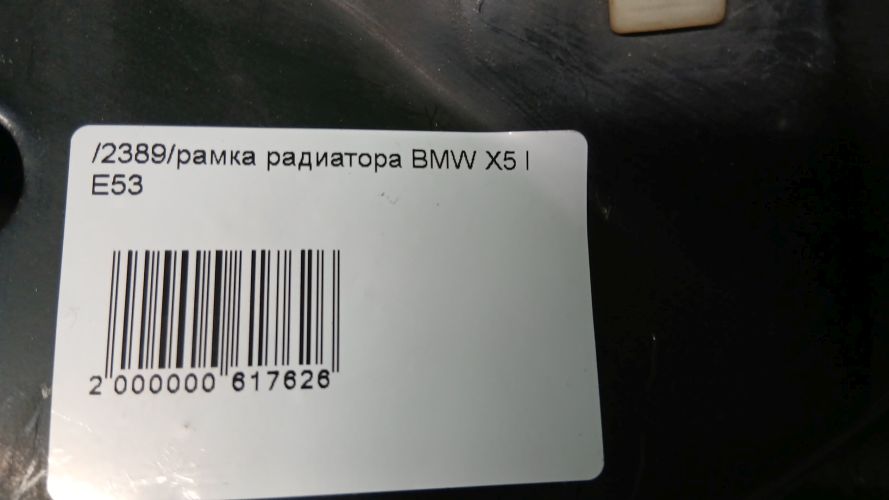 /2389/рамка радиатора BMW X5 I
E53
2 000000 617626